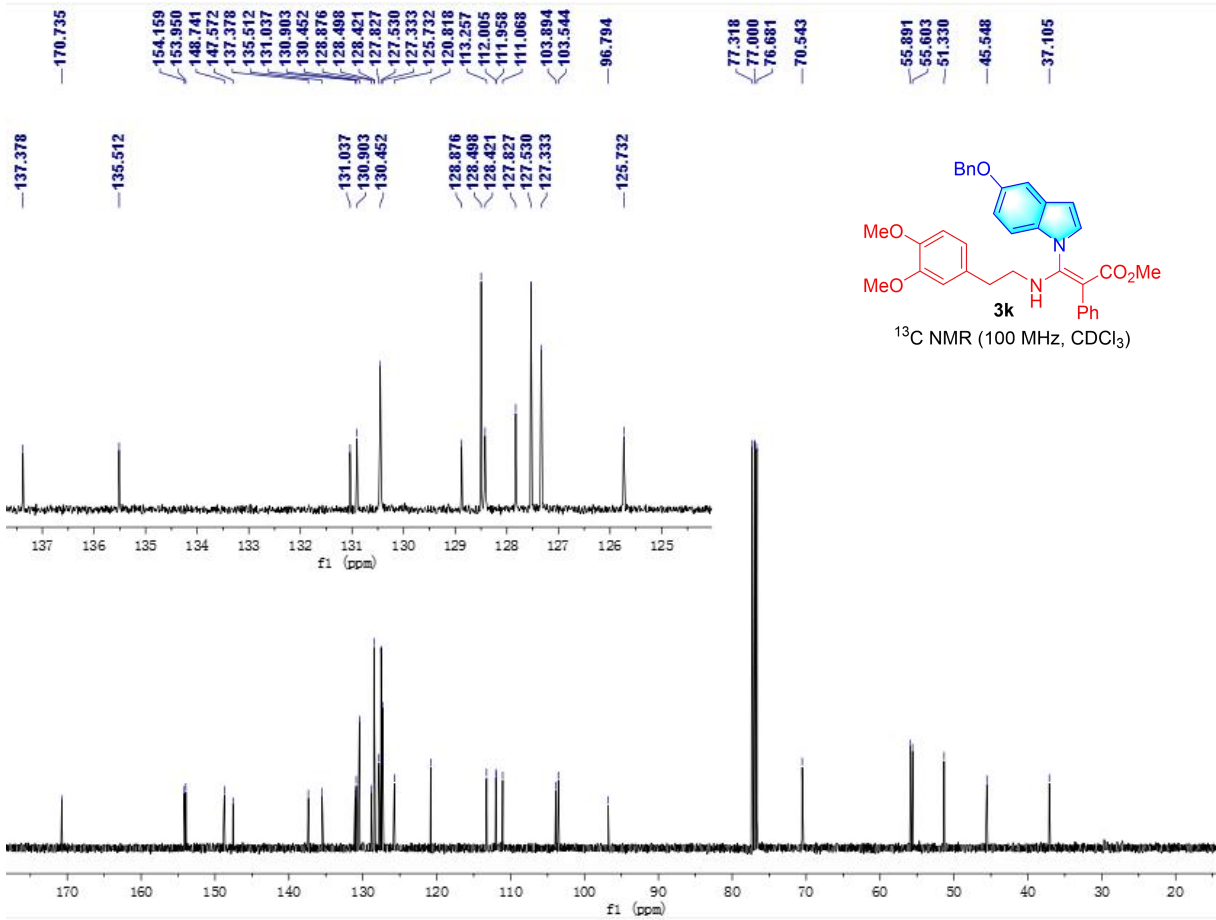 170.735 154.159 153.950 148.741 147.572 137.378 135.512 131.037 130.903 130.452 128.876 128.498 128.421 127.827 127.530 127.333 125.732 120.818 113.257 112.005 111.958 111.068 103.894 103.544 96.794 77.318 77.000 76.681 70.543 55.891 55.603 51.330 45.548 37.105
137.378 135.512 131.037 130.903 130.452 128.876 128.498 128.421 127.827 127.530 127.333 125.732
BnO
MeO
N
CO₂Me
MeO
N
H
Ph
3k
¹³C NMR (100 MHz, CDCl₃)
137 136 135 134 133 132 131 130 129 128 127 126 125
f1 (ppm)
170 160 150 140 130 120 110 100 90 80 70 60 50 40 30 20
f1 (ppm)